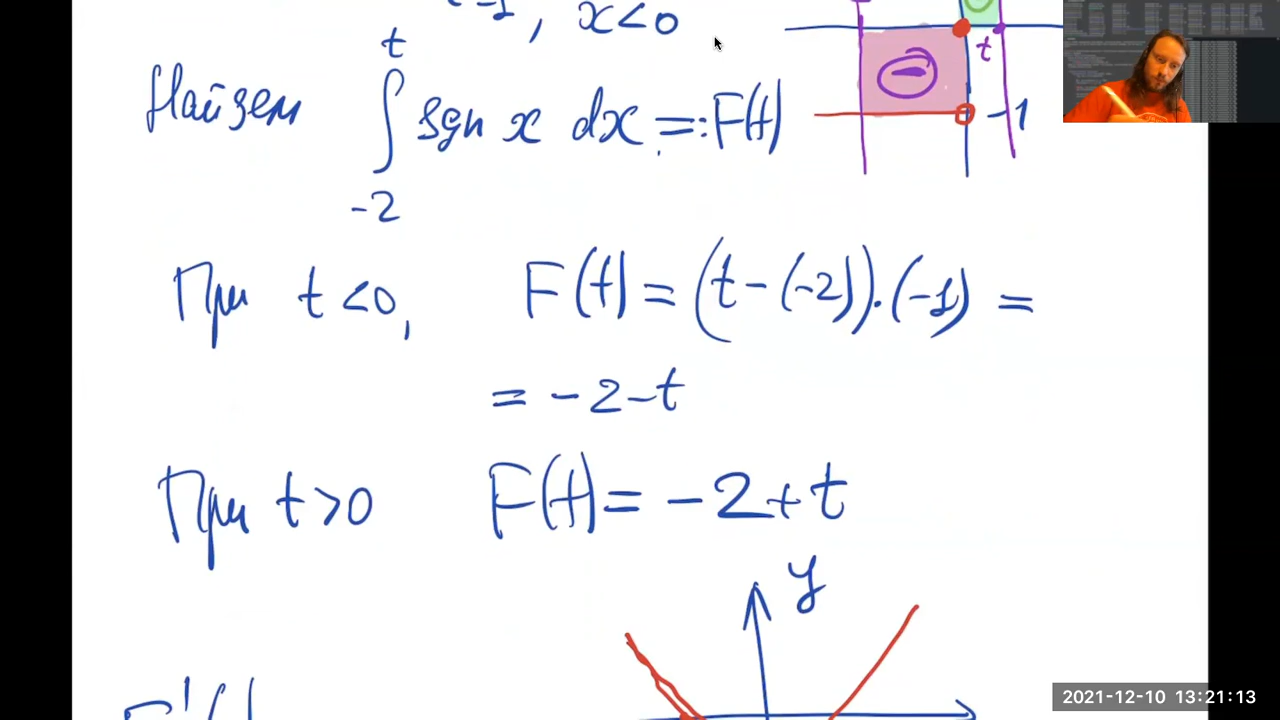 -1, x<0
t
Найдем ∫ sgn x dx =: F(t)
-2
t
-1
При t<0, F(t) = (t-(-2))·(-1) =
= -2-t
При t>0 F(t) = -2+t
y
2021-12-10 13:21:13